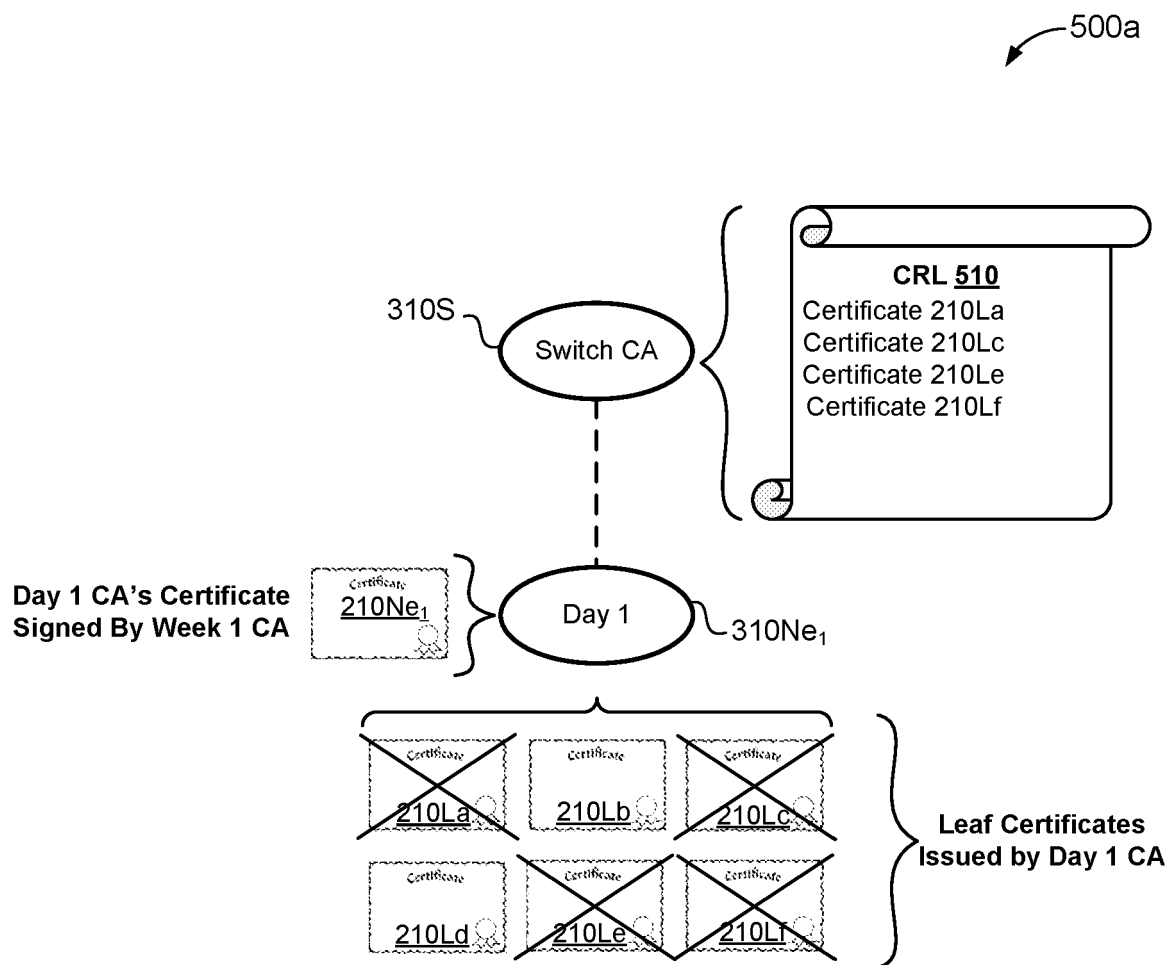 500a
CRL 510
Certificate 210La
Certificate 210Lc
Certificate 210Le
Certificate 210Lf
310S
Switch CA
Day 1 CA's Certificate
Signed By Week 1 CA
Certificate
210Ne₁
Day 1
310Ne₁
Certificate
210La
Certificate
210Lb
Certificate
210Lc
Certificate
210Ld
Certificate
210Le
Certificate
210Lf
Leaf Certificates
Issued by Day 1 CA